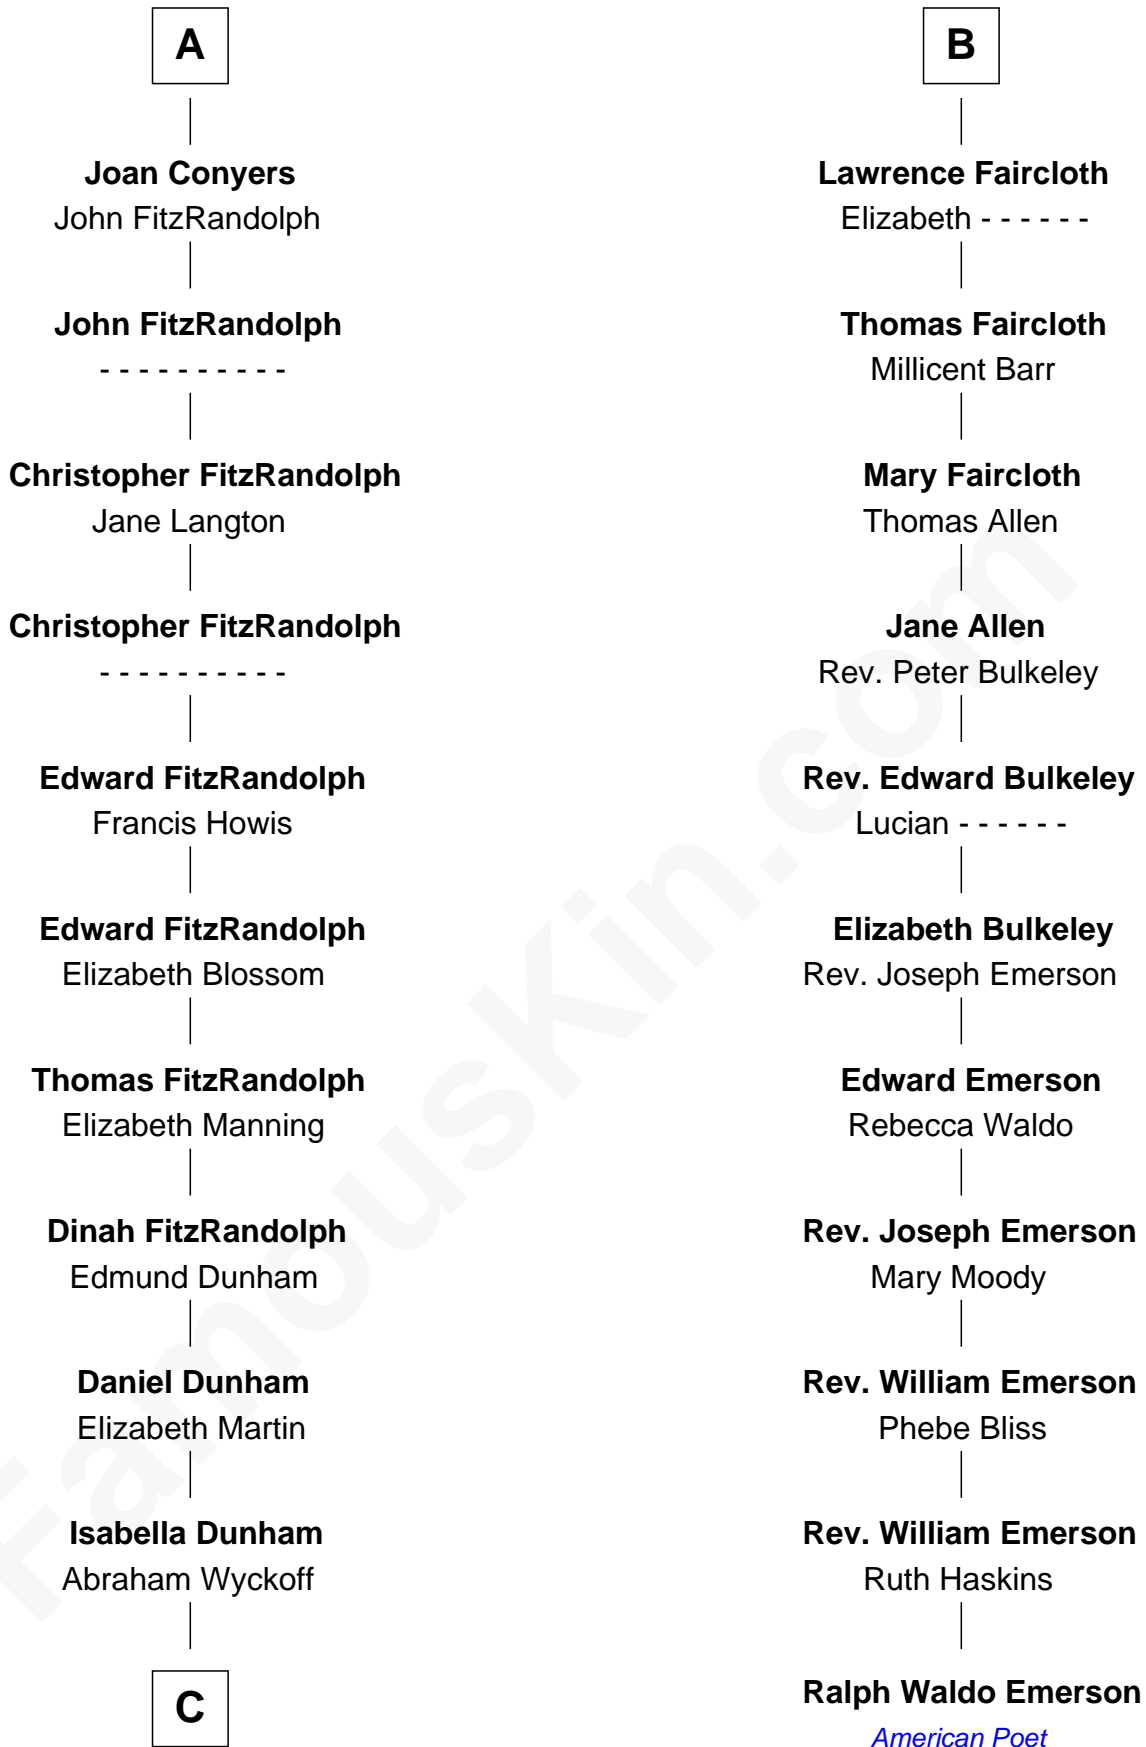 A
Joan Conyers
John FitzRandolph
John FitzRandolph
- - - - - - - - - -
Christopher FitzRandolph
Jane Langton
Christopher FitzRandolph
- - - - - - - - - -
Edward FitzRandolph
Francis Howis
Edward FitzRandolph
Elizabeth Blossom
Thomas FitzRandolph
Elizabeth Manning
Dinah FitzRandolph
Edmund Dunham
Daniel Dunham
Elizabeth Martin
Isabella Dunham
Abraham Wyckoff
C
B
Lawrence Faircloth
Elizabeth - - - - - -
Thomas Faircloth
Millicent Barr
Mary Faircloth
Thomas Allen
Jane Allen
Rev. Peter Bulkeley
Rev. Edward Bulkeley
Lucian - - - - - -
Elizabeth Bulkeley
Rev. Joseph Emerson
Edward Emerson
Rebecca Waldo
Rev. Joseph Emerson
Mary Moody
Rev. William Emerson
Phebe Bliss
Rev. William Emerson
Ruth Haskins
Ralph Waldo Emerson
American Poet
FamousKin.com